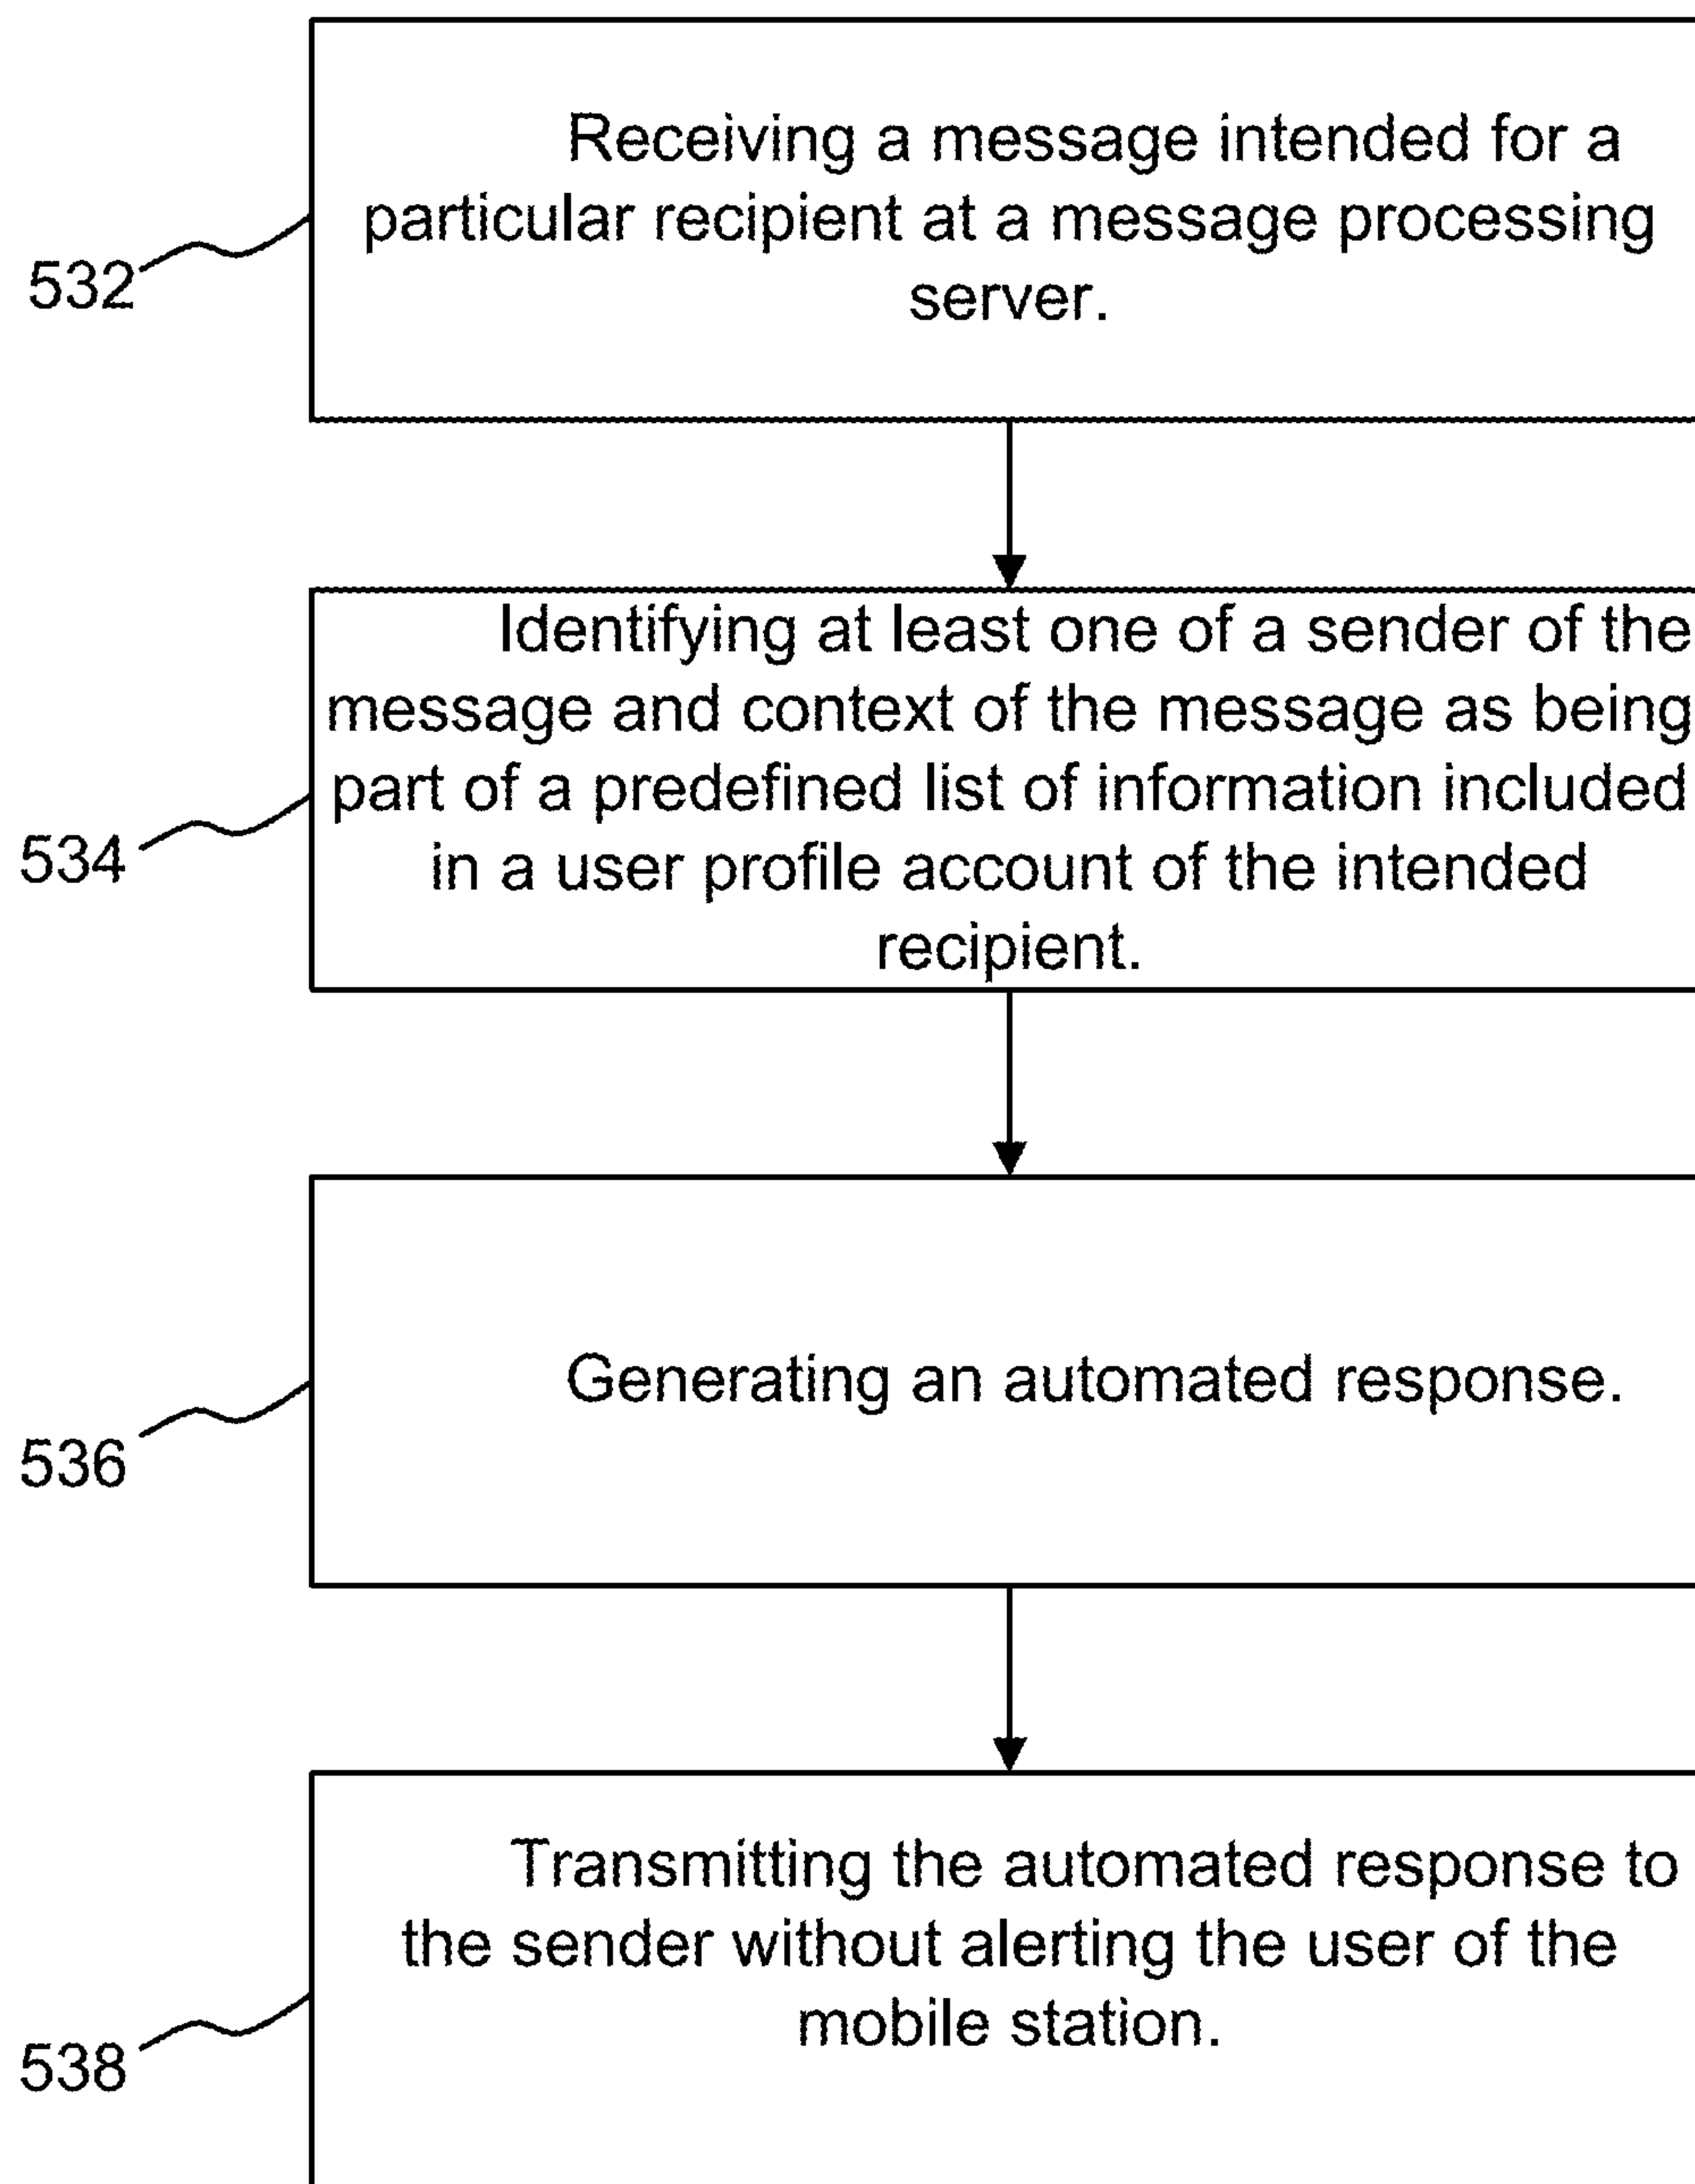 Receiving a message intended for a
particular recipient at a message processing
server.
532
Identifying at least one of a sender of the
message and context of the message as being
part of a predefined list of information included
in a user profile account of the intended
recipient.
534
Generating an automated response.
536
Transmitting the automated response to
the sender without alerting the user of the
mobile station.
538